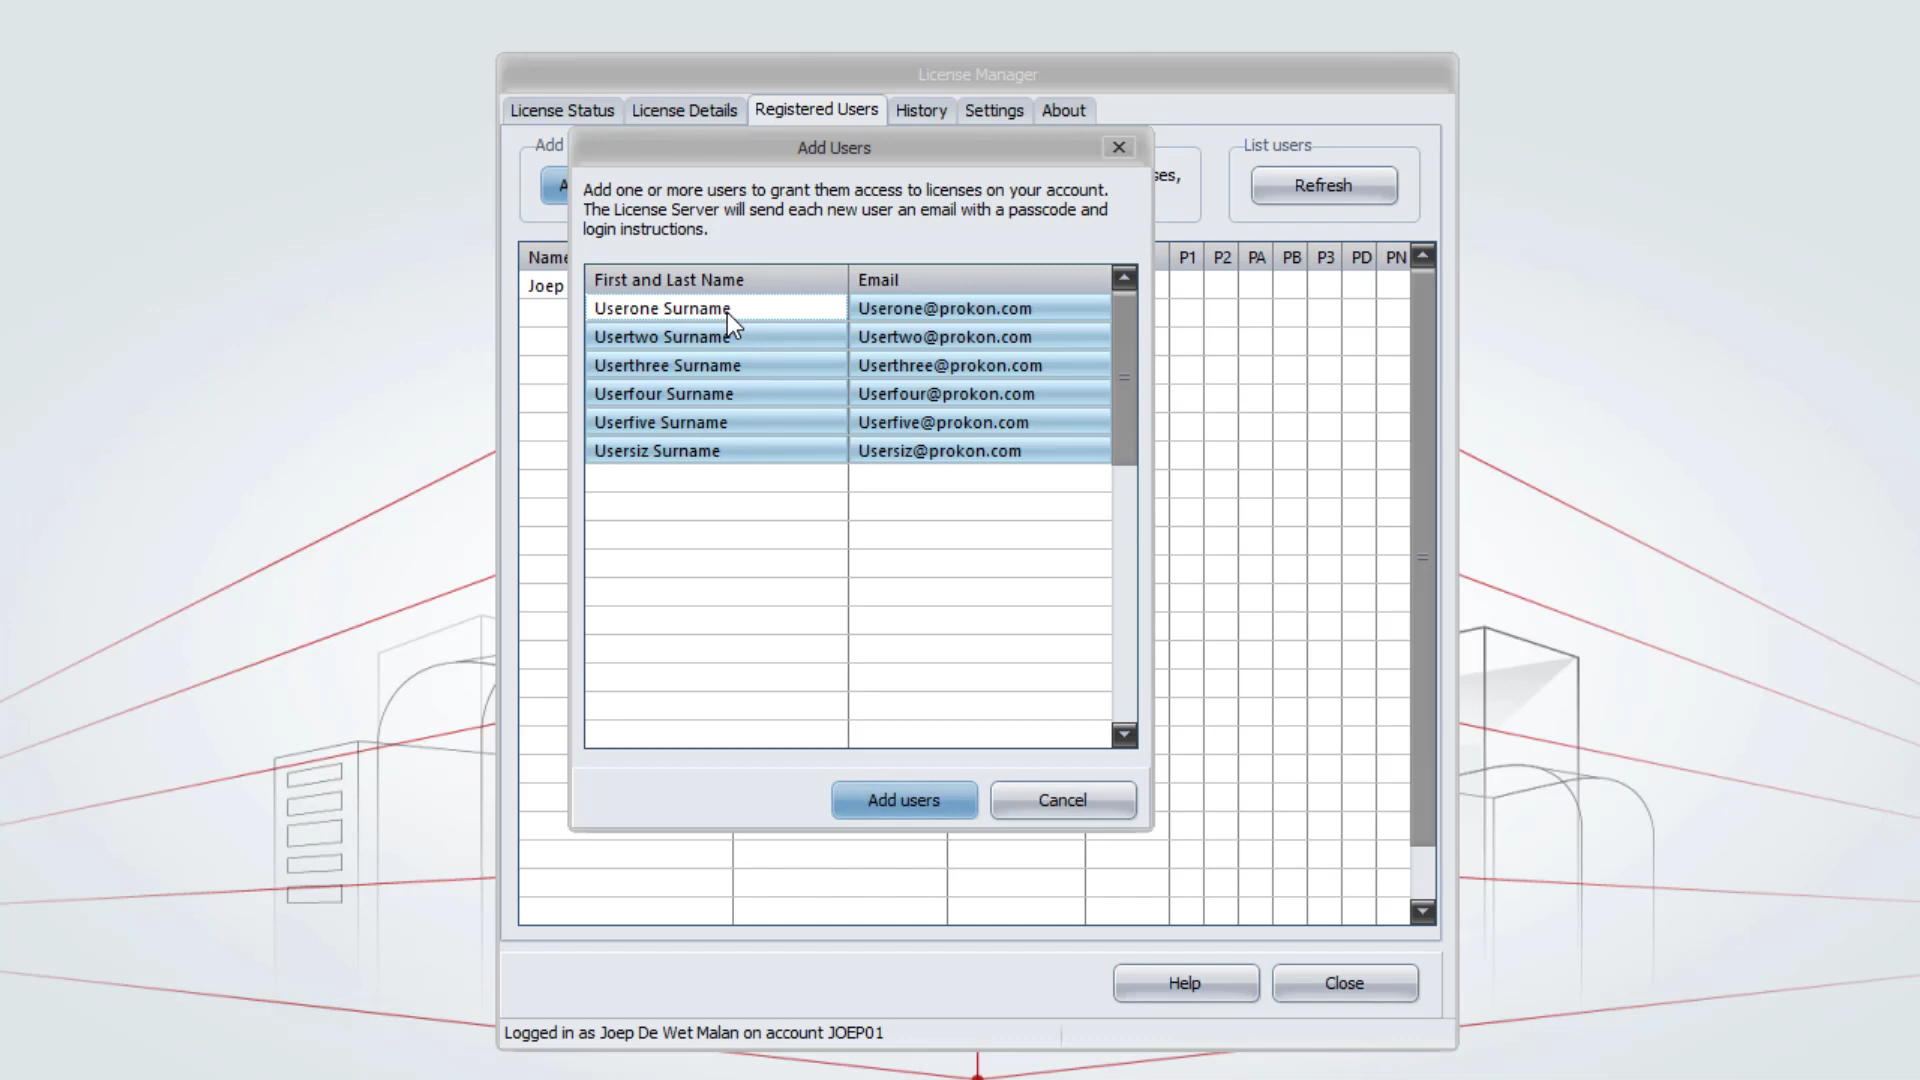 License Manager
License Status License Details Registered Users History Settings About
Add
List users
Refresh
Name P1 P2 PA PB P3 PD PN
Joep
Add Users
Add one or more users to grant them access to licenses on your account.
The License Server will send each new user an email with a passcode and
login instructions.
First and Last Name Email
Userone Surname Userone@prokon.com
Usertwo Surname Usertwo@prokon.com
Userthree Surname Userthree@prokon.com
Userfour Surname Userfour@prokon.com
Userfive Surname Userfive@prokon.com
Usersiz Surname Usersiz@prokon.com
Add users Cancel
Help Close
Logged in as Joep De Wet Malan on account JOEP01